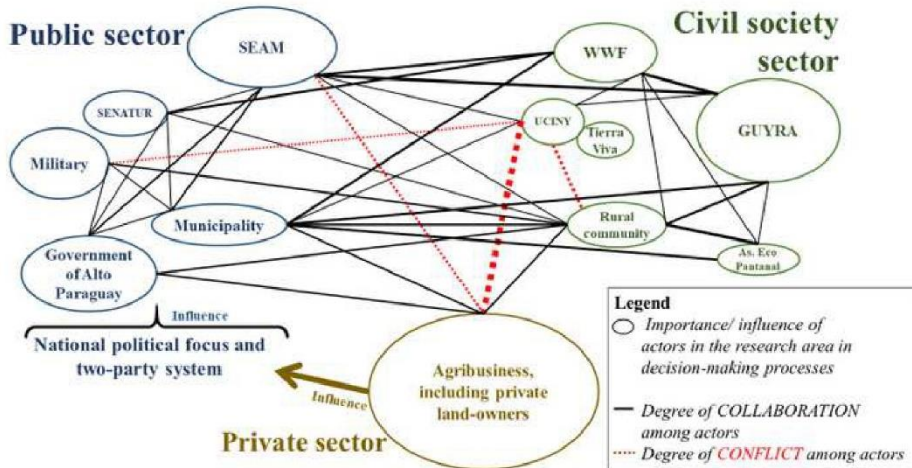 Public sector
SEAM
WWF
Civil society
sector
SENATUR
UCINY
Tierra
Viva
GUYRA
Military
Municipality
Rural
community
Government
of Alto
Paraguay
As. Eco
Pantanal
Influence
National political focus and
two-party system
Influence
Agribusiness,
including private
land-owners
Private sector
Legend
Importance/ influence of
actors in the research area in
decision-making processes
Degree of COLLABORATION
among actors
Degree of CONFLICT among actors